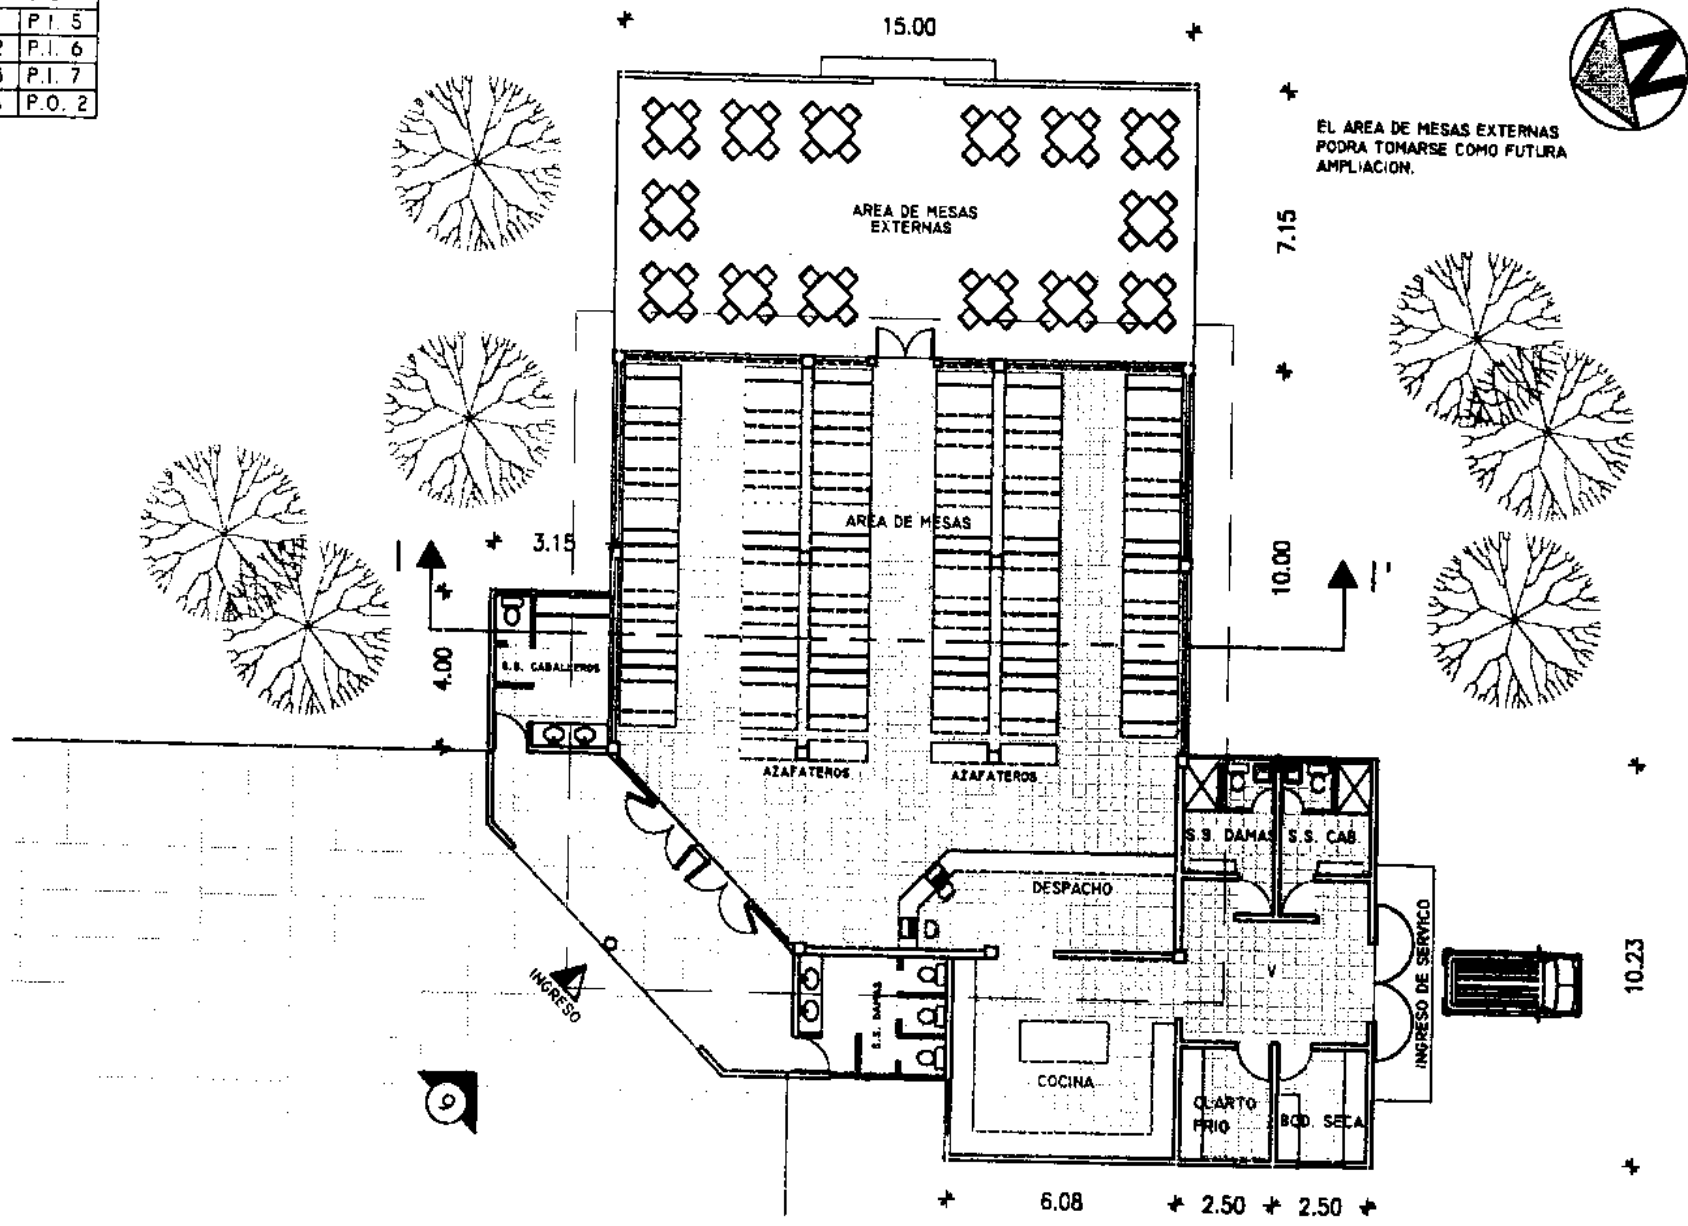 P.I. 5
P.I. 6
P.I. 7
P.O. 2
15.00
N
EL AREA DE MESAS EXTERNAS
PODRA TOMARSE COMO FUTURA
AMPLIACION.
AREA DE MESAS
EXTERNAS
7.15
AREA DE MESAS
I
3.15
10.00
I'
4.00
S.S. CABALLEROS
AZAFATEROS
AZAFATEROS
S.S. DAMAS
S.S. CAB.
DESPACHO
INGRESO DE SERVICO
10.23
INGRESO
S.S. DAMAS
V
COCINA
CUARTO
FRIO
BOD. SECA
6.08
2.50
2.50